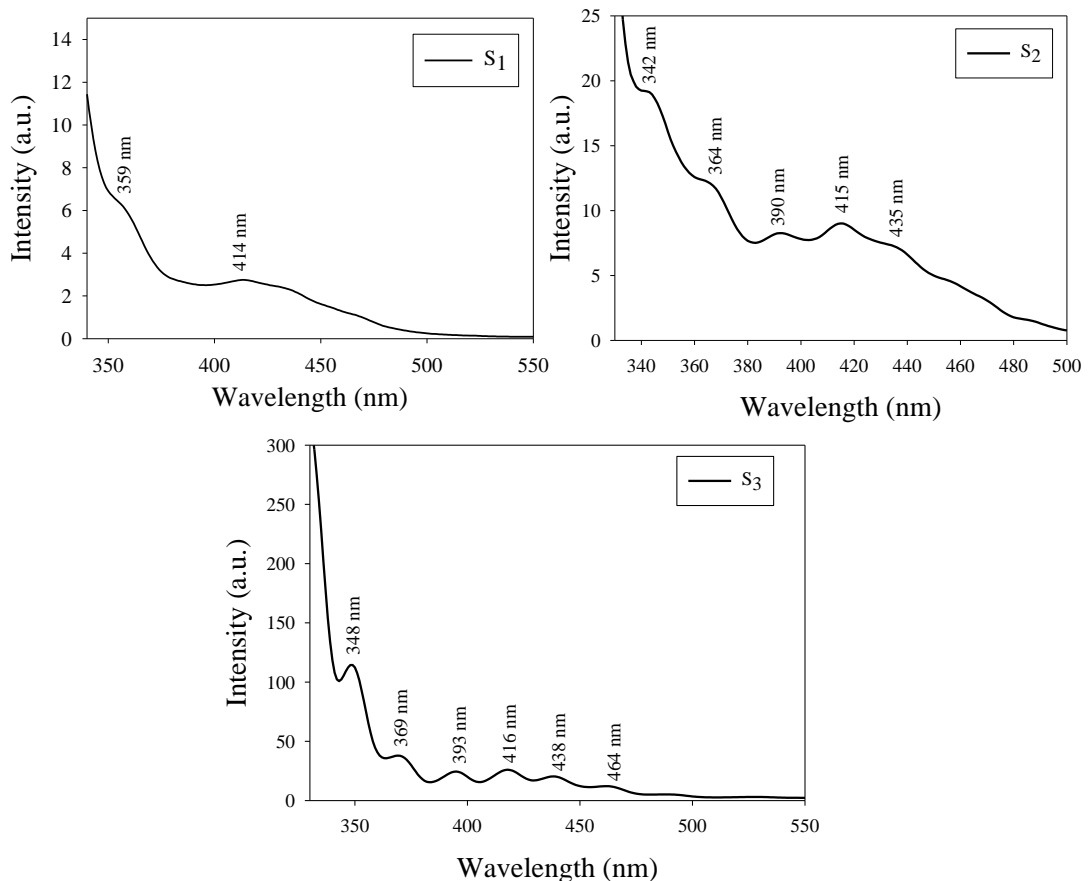 S1
Intensity (a.u.)
14
12
10
8
6
4
2
0
359 nm
414 nm
350
400
450
500
550
Wavelength (nm)
S2
Intensity (a.u.)
25
20
15
10
5
0
342 nm
364 nm
390 nm
415 nm
435 nm
340
360
380
400
420
440
460
480
500
Wavelength (nm)
S3
Intensity (a.u.)
300
250
200
150
100
50
0
348 nm
369 nm
393 nm
416 nm
438 nm
464 nm
350
400
450
500
550
Wavelength (nm)